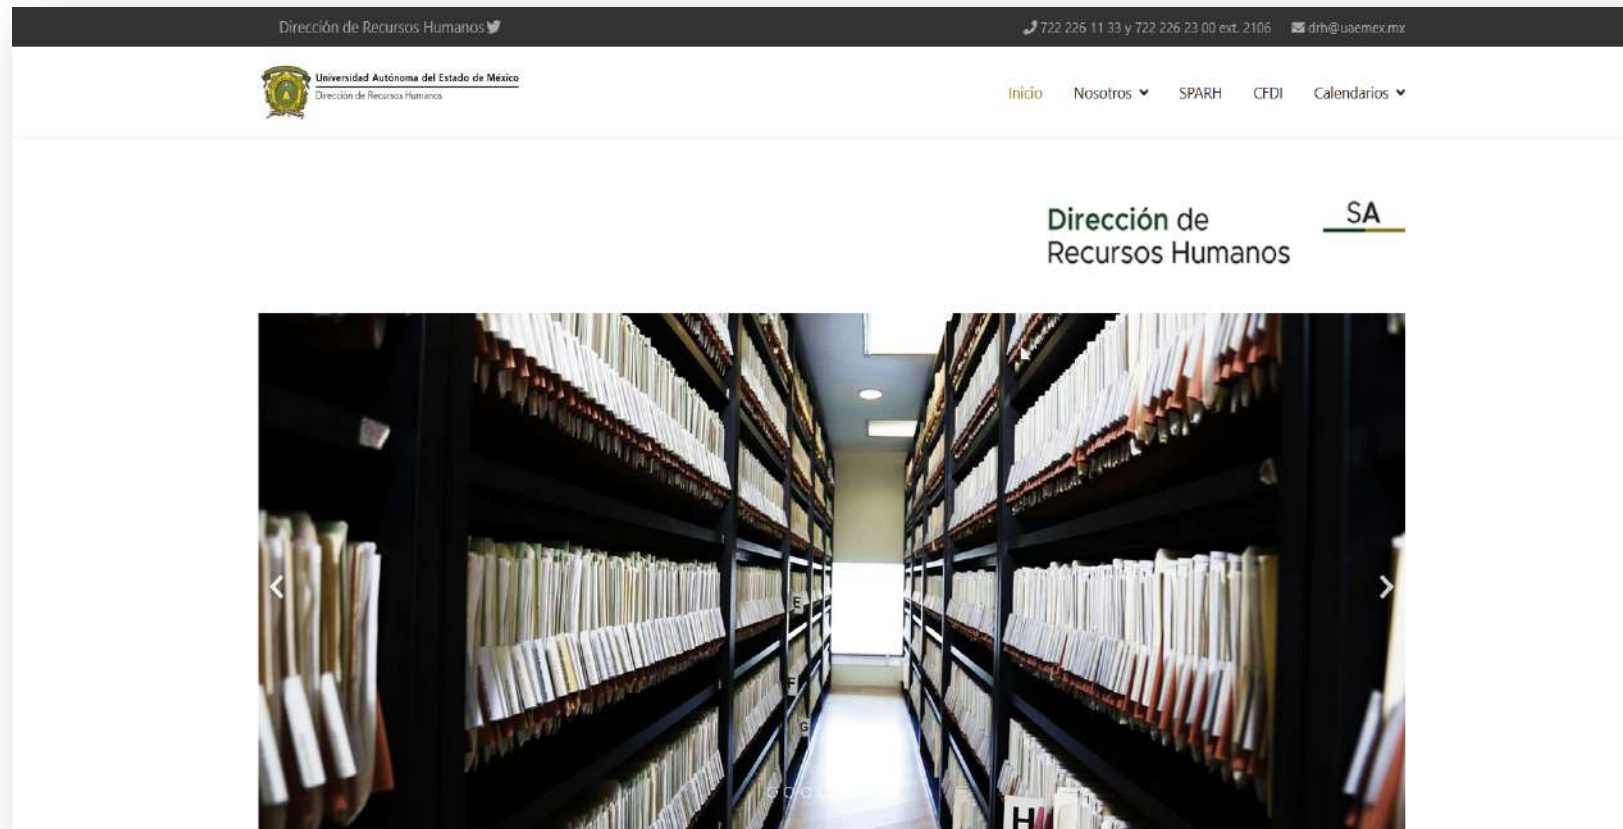 Dirección de Recursos Humanos
722 226 11 33 y 722 226 23 00 ext. 2106
drh@uaemex.mx
Universidad Autónoma del Estado de México
Dirección de Recursos Humanos
Inicio Nosotros SPARH CFDI Calendarios
Dirección de
Recursos Humanos
SA
E
F
G
H